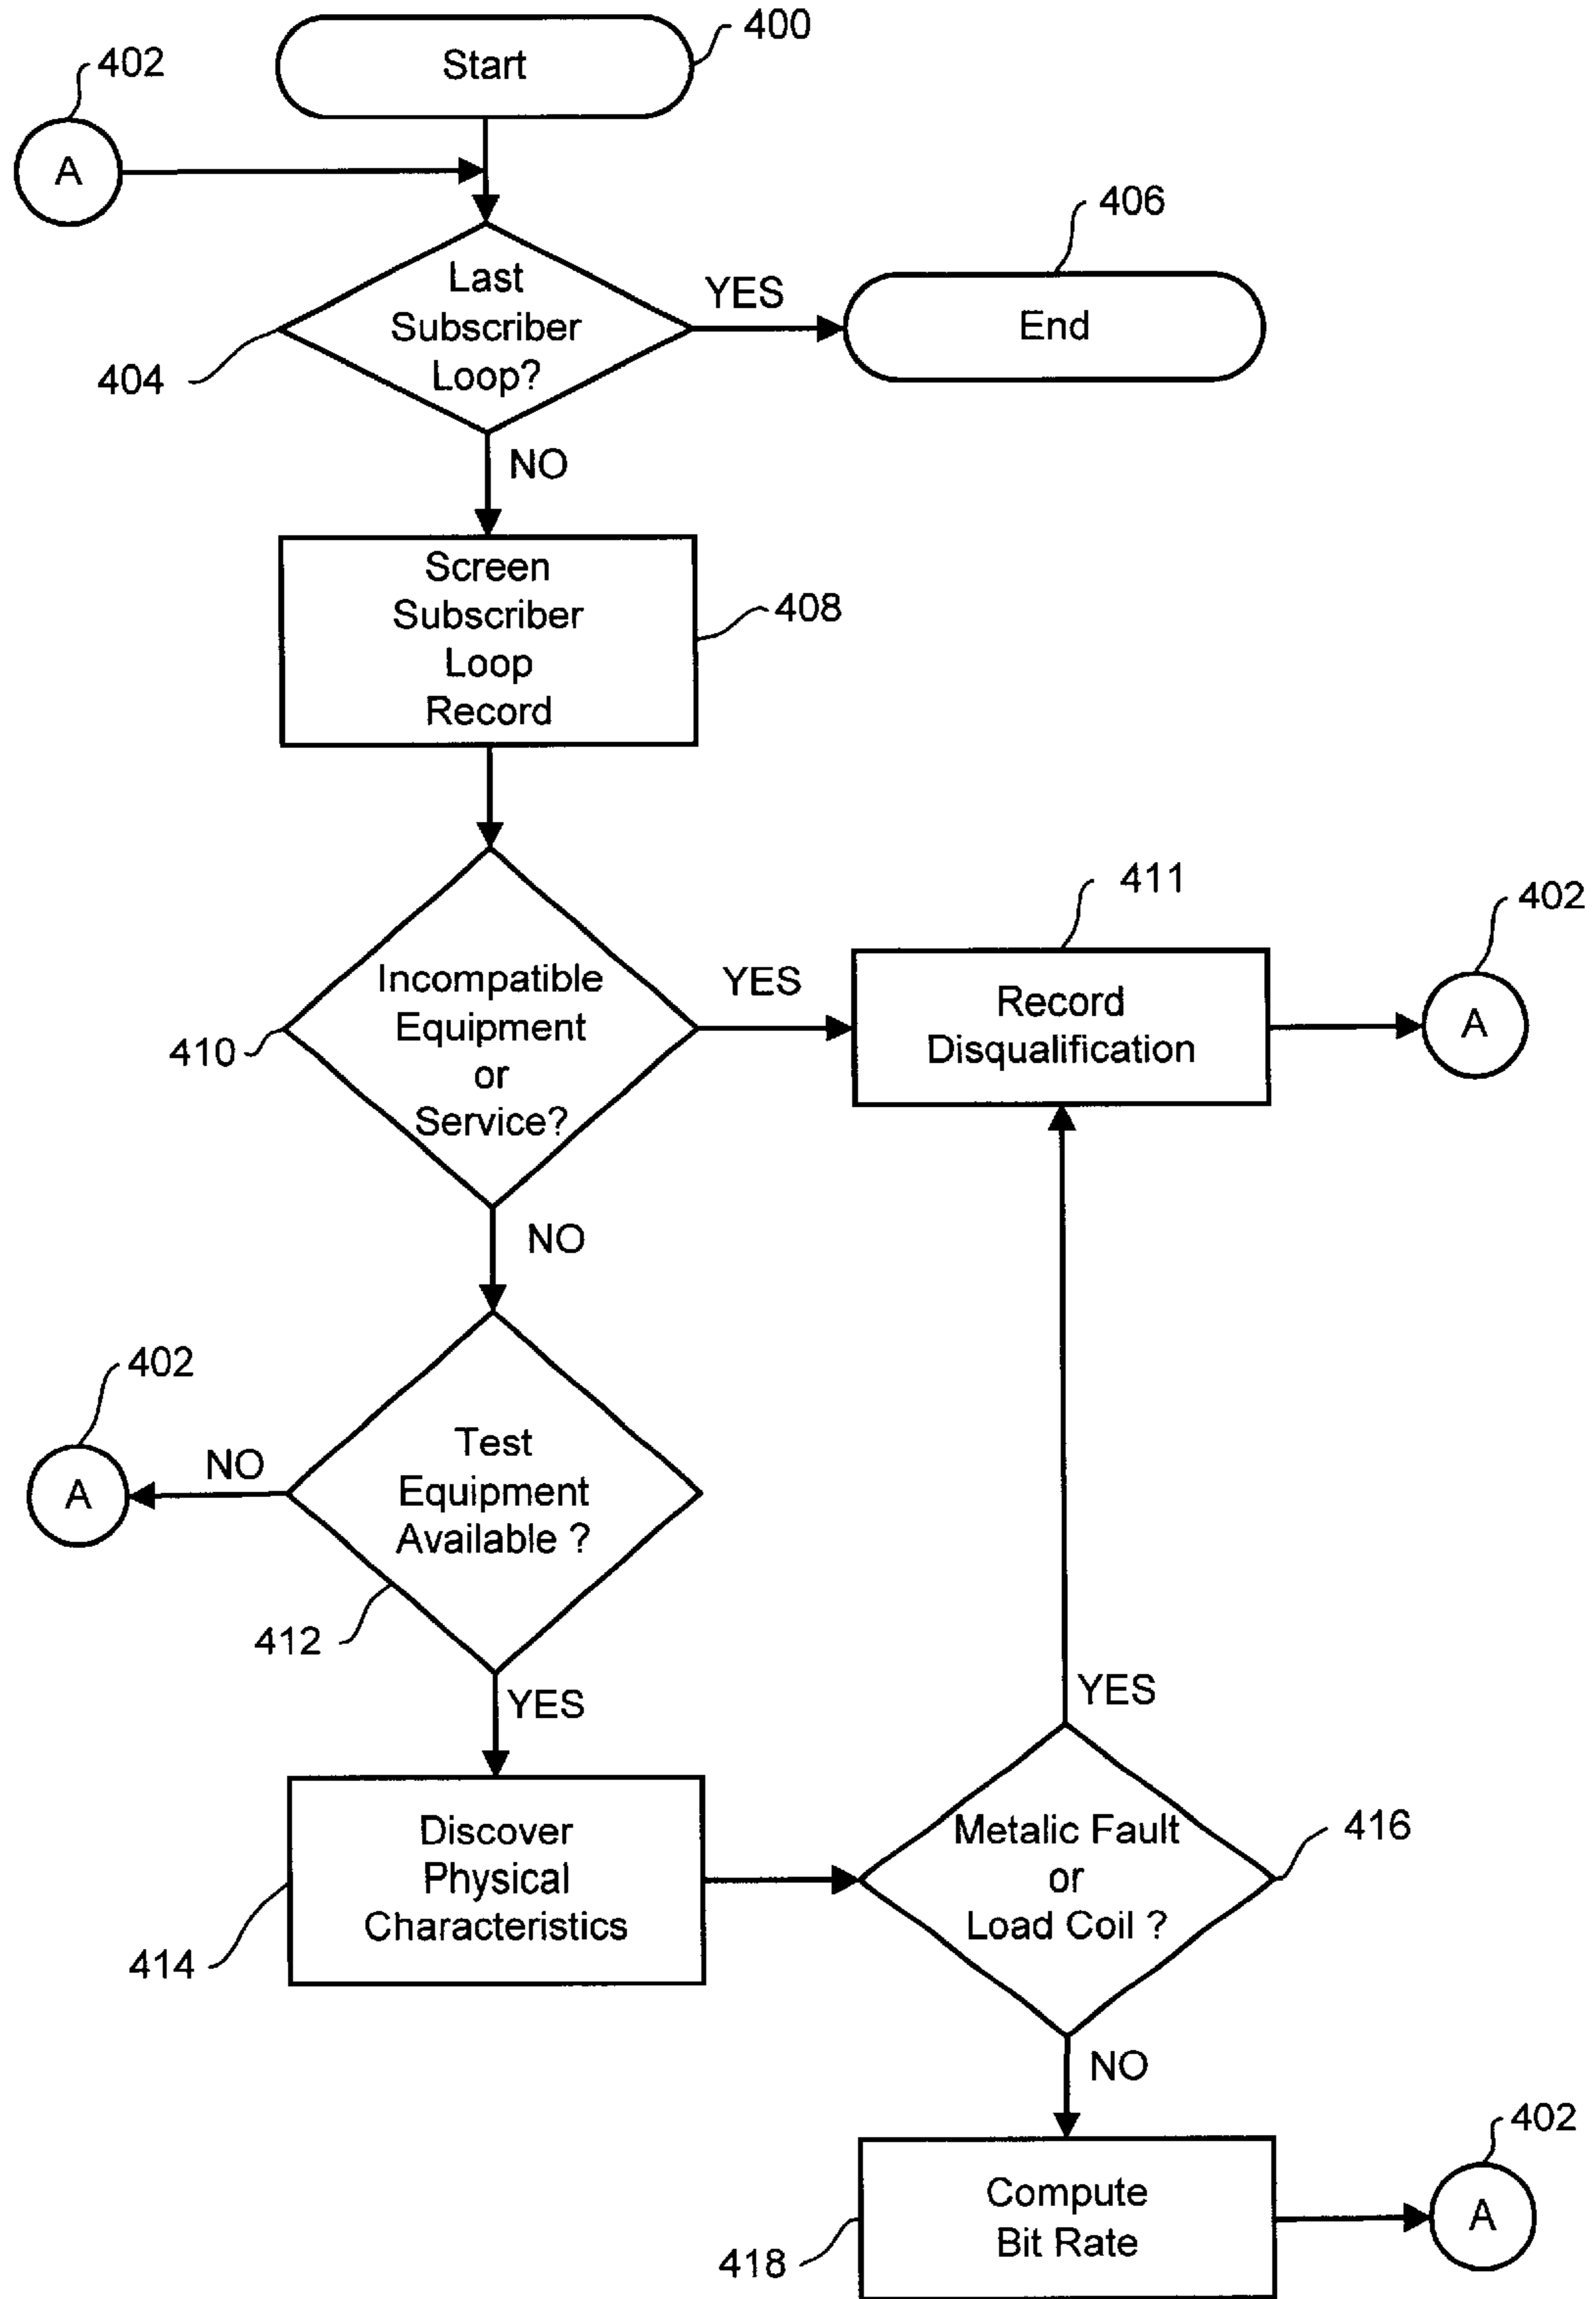 400
Start
402
A
406
Last
Subscriber
Loop?
YES
End
404
NO
Screen
Subscriber
Loop
Record
408
411
402
Incompatible
Equipment
or
Service?
YES
Record
Disqualification
A
410
NO
402
Test
Equipment
Available ?
NO
A
412
YES
YES
Discover
Physical
Characteristics
Metalic Fault
or
Load Coil ?
416
414
NO
402
Compute
Bit Rate
A
418